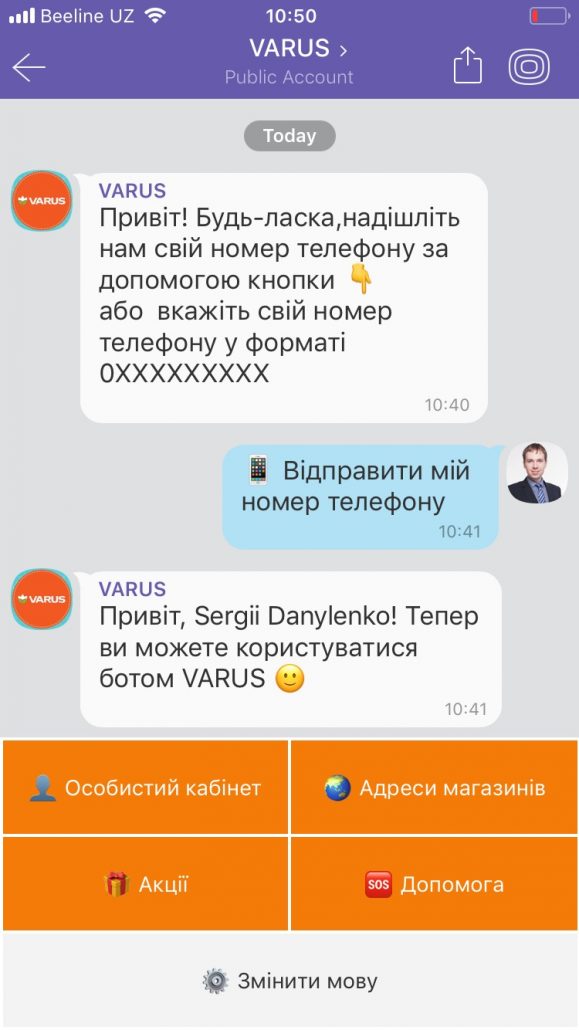 Beeline UZ 10:50
VARUS >
Public Account
Today
VARUS
VARUS
Привіт! Будь-ласка,надішліть
нам свій номер телефону за
допомогою кнопки 👇
або вкажіть свій номер
телефону у форматі
0XXXXXXXXX
10:40
📱 Відправити мій
номер телефону
10:41
VARUS
VARUS
Привіт, Sergii Danylenko! Тепер
ви можете користуватися
ботом VARUS 🙂
10:41
👤 Особистий кабінет
🌏 Адреси магазинів
🎁 Акції
🆘 Допомога
⚙️ Змінити мову